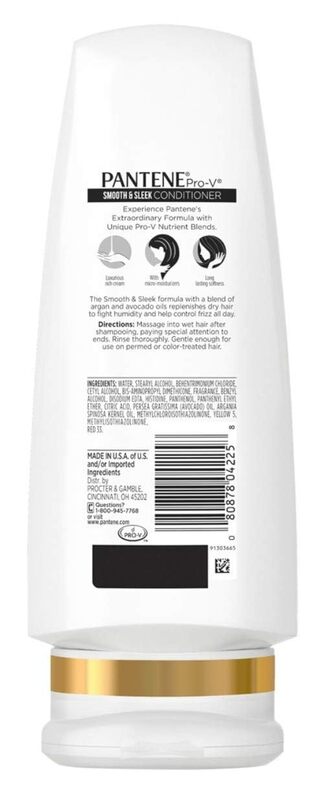 PANTENE® Pro-V®
SMOOTH & SLEEK CONDITIONER
Experience Pantene's
Extraordinary Formula with
Unique Pro-V Nutrient Blends.
Luxurious
rich cream
With
micro-moisturizers
Long
lasting softness
The Smooth & Sleek formula with a blend of
argan and avocado oils replenishes dry hair
to fight humidity and help control frizz all day.
Directions: Massage into wet hair after
shampooing, paying special attention to
ends. Rinse thoroughly. Gentle enough for
use on permed or color-treated hair.
INGREDIENTS: WATER, STEARYL ALCOHOL, BEHENTRIMONIUM CHLORIDE,
CETYL ALCOHOL, BIS-AMINOPROPYL DIMETHICONE, FRAGRANCE, BENZYL
ALCOHOL, DISODIUM EDTA, HISTIDINE, PANTHENOL, PANTHENYL ETHYL
ETHER, CITRIC ACID, PERSEA GRATISSIMA (AVOCADO) OIL, ARGANIA
SPINOSA KERNEL OIL, METHYLCHLOROISOTHIAZOLINONE, YELLOW 5,
METHYLISOTHIAZOLINONE,
RED 33.
MADE IN U.S.A. of U.S.
and/or Imported
Ingredients
Distr. by
PROCTER & GAMBLE,
CINCINNATI, OH 45202
Questions?
1-800-945-7768
or visit
www.pantene.com
PRO-V
0 80878 04225 8
91303665